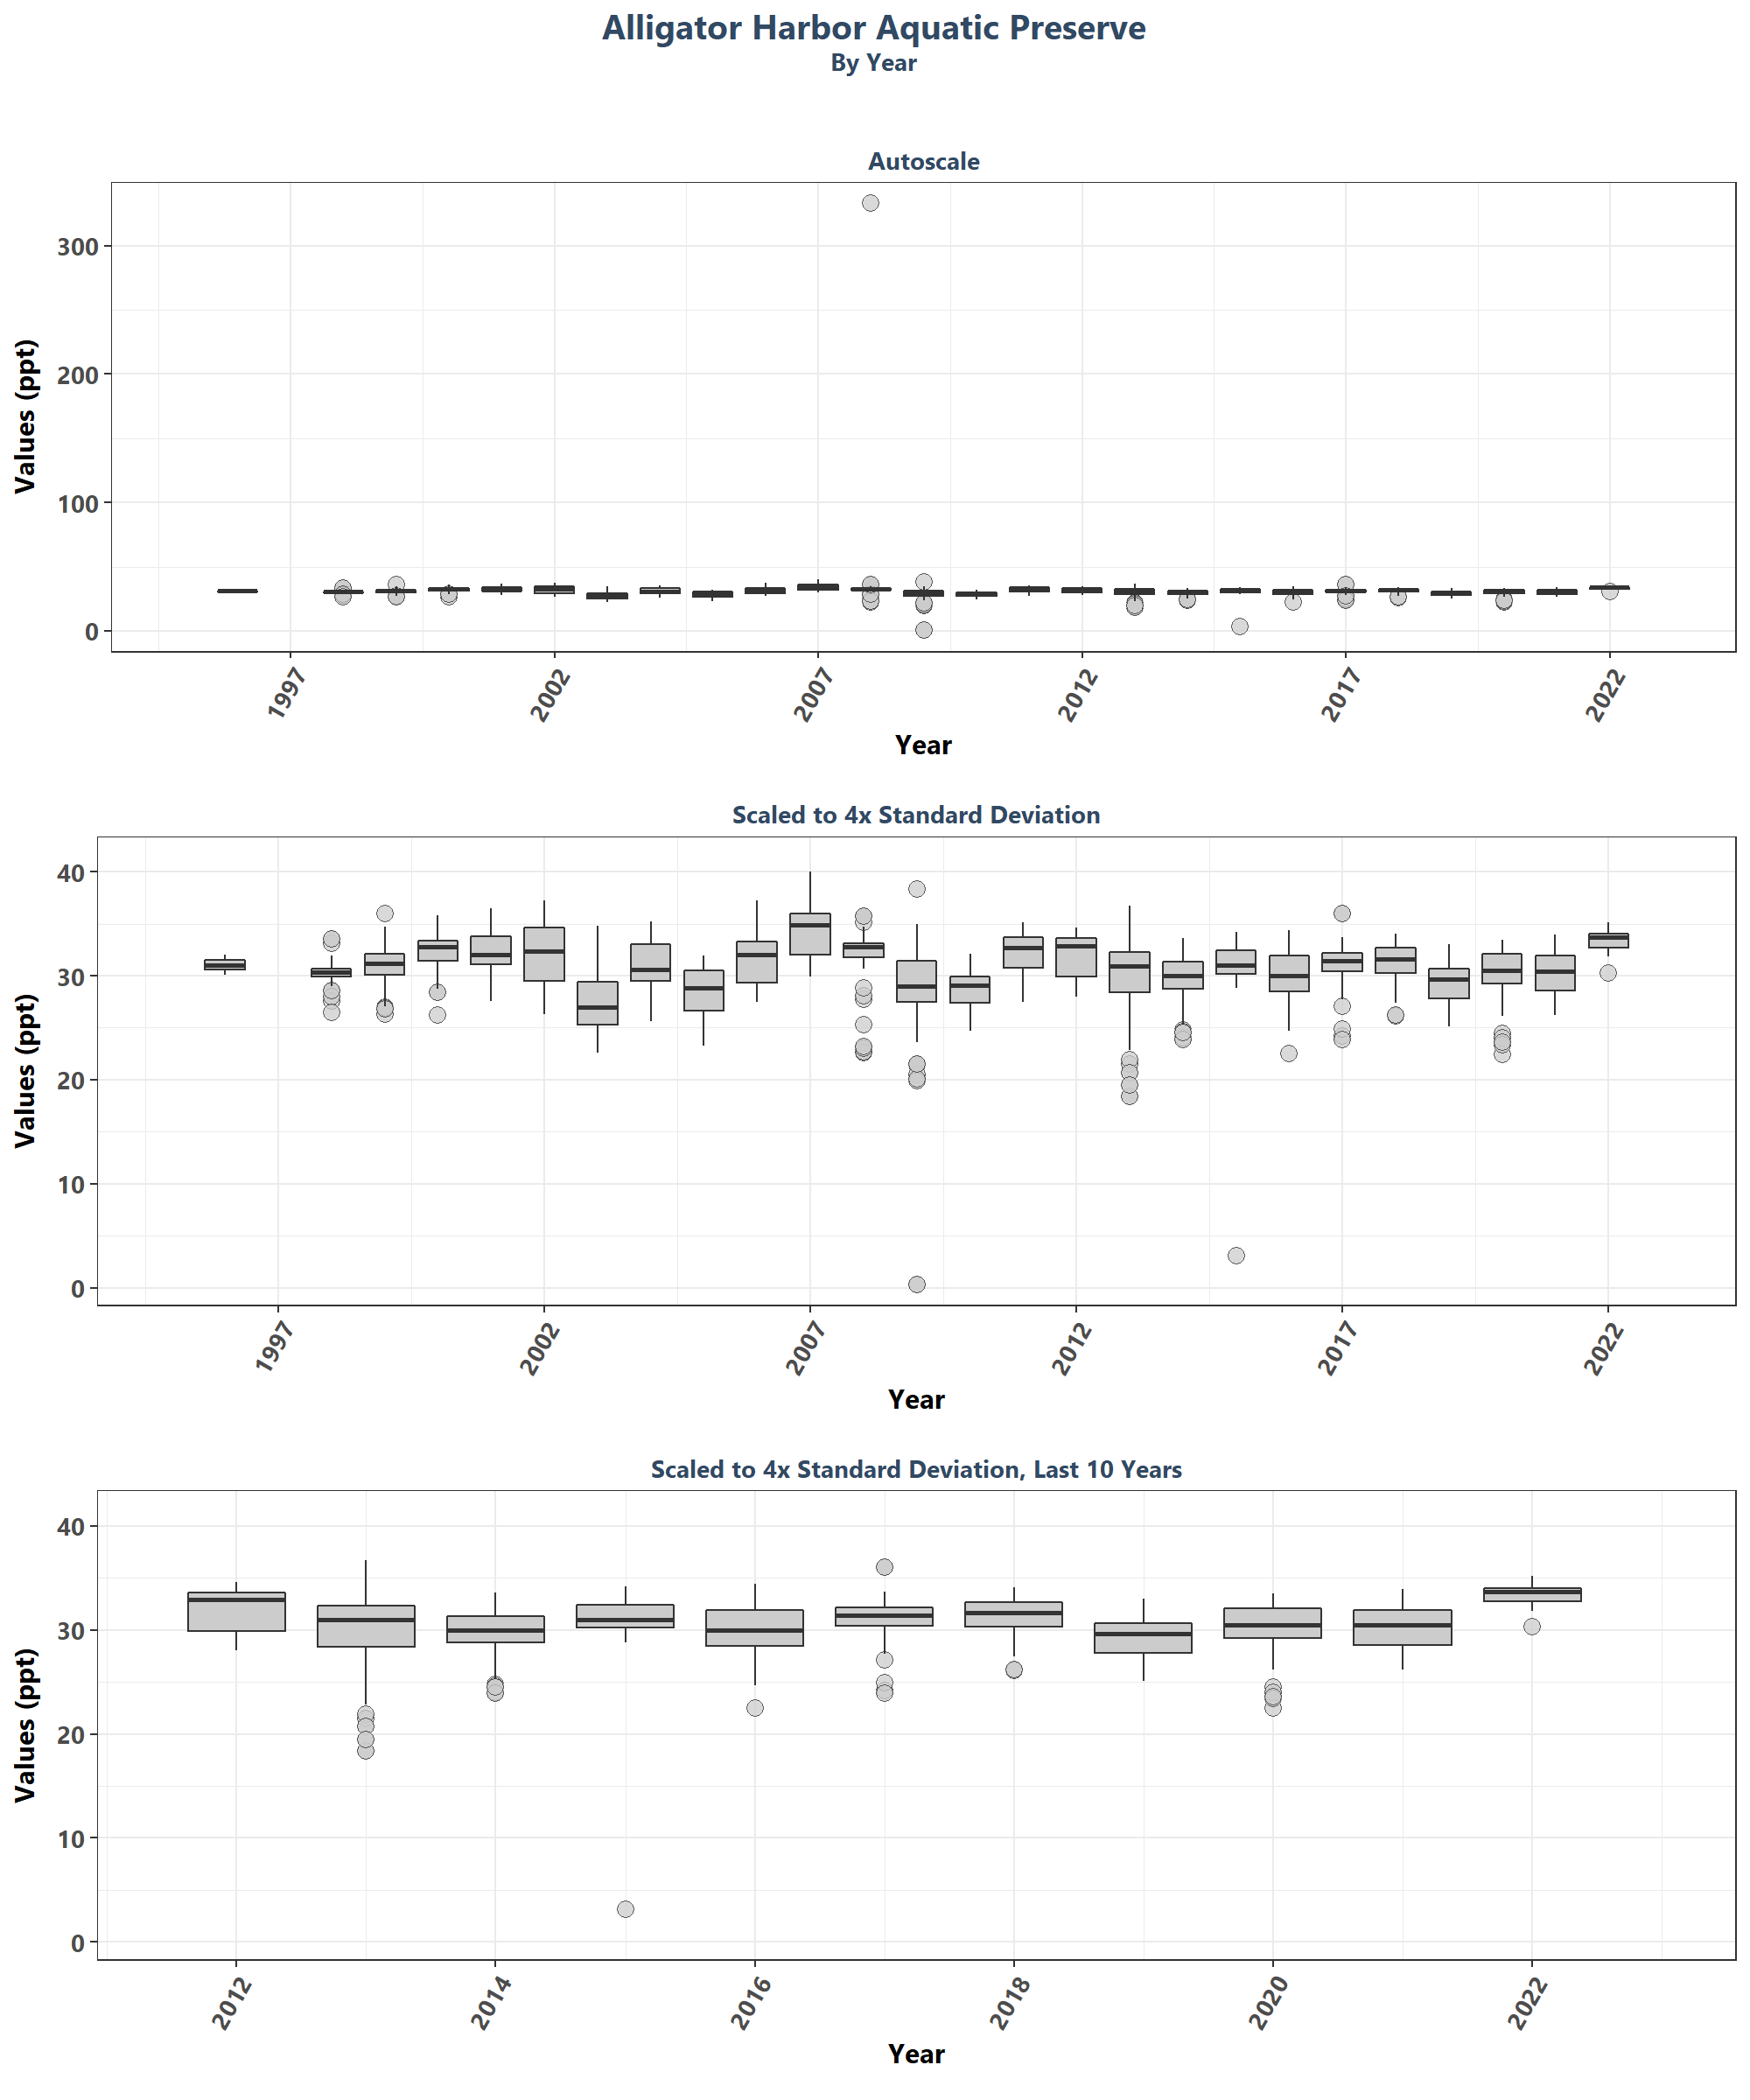 Alligator Harbor Aquatic Preserve
By Year
Autoscale
Values (ppt)
300
200
100
0
1997 2002 2007 2012 2017 2022
Year
Scaled to 4x Standard Deviation
Values (ppt)
40
30
20
10
0
1997 2002 2007 2012 2017 2022
Year
Scaled to 4x Standard Deviation, Last 10 Years
Values (ppt)
40
30
20
10
0
2012 2014 2016 2018 2020 2022
Year